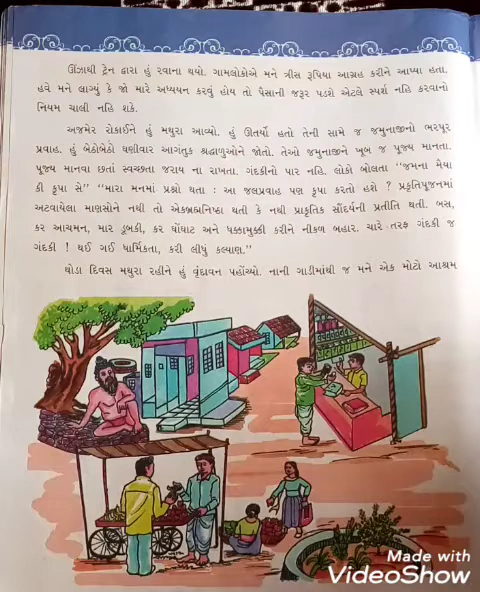 ઊંઝાથી ટ્રેન દ્વારા હું રવાના થયો. ગામલોકોએ મને ત્રીસ રૂપિયા આગ્રહ કરીને આપ્યા હતા.
હવે મને લાગ્યું કે જો મારે અધ્યયન કરવું હોય તો પૈસાની જરૂર પડશે એટલે સ્પર્શ નહિ કરવાનો
નિયમ ચાલી નહિ શકે.
અજમેર રોકાઈને હું મથુરા આવ્યો. હું ઊતર્યો હતો તેની સામે જ જમુનાજીનો ભરપૂર
પ્રવાહ. હું બેઠોબેઠો ઘણીવાર આગંતુક શ્રદ્ધાળુઓને જોતો. તેઓ જમુનાજીને ખૂબ જ પૂજ્ય માનતા.
પૂજ્ય માનવા છતાં સ્વચ્છતા જરાય ના રાખતા. ગંદકીનો પાર નહિ. લોકો બોલતા “જમના મૈયા
કી કૃપા સે” “મારા મનમાં પ્રશ્નો થતા : આ જલપ્રવાહ પણ કૃપા કરતો હશે ? પ્રકૃતિપૂજનમાં
અટવાયેલા માણસોને નથી તો એકબ્રહ્મનિષ્ઠા થતી કે નથી પ્રાકૃતિક સૌંદર્યની પ્રતીતિ થતી. બસ,
કર આચમન, માર ડૂબકી, કર ઘોંઘાટ અને ધક્કામુક્કી કરીને નીકળ બહાર. ચારે તરફ ગંદકી જ
ગંદકી ! થઈ ગઈ ધાર્મિકતા, કરી લીધું કલ્યાણ.”
થોડા દિવસ મથુરા રહીને હું વૃંદાવન પહોંચ્યો. નાની ગાડીમાંથી જ મને એક મોટો આશ્રમ
Made with
VideoShow